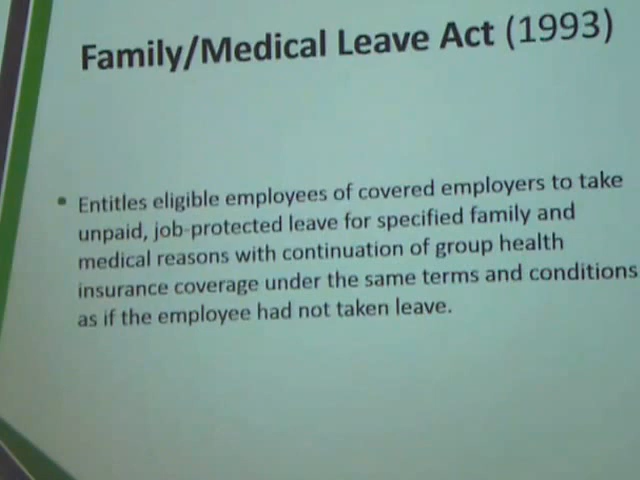 Family/Medical Leave Act (1993)
• Entitles eligible employees of covered employers to take
unpaid, job-protected leave for specified family and
medical reasons with continuation of group health
insurance coverage under the same terms and conditions
as if the employee had not taken leave.